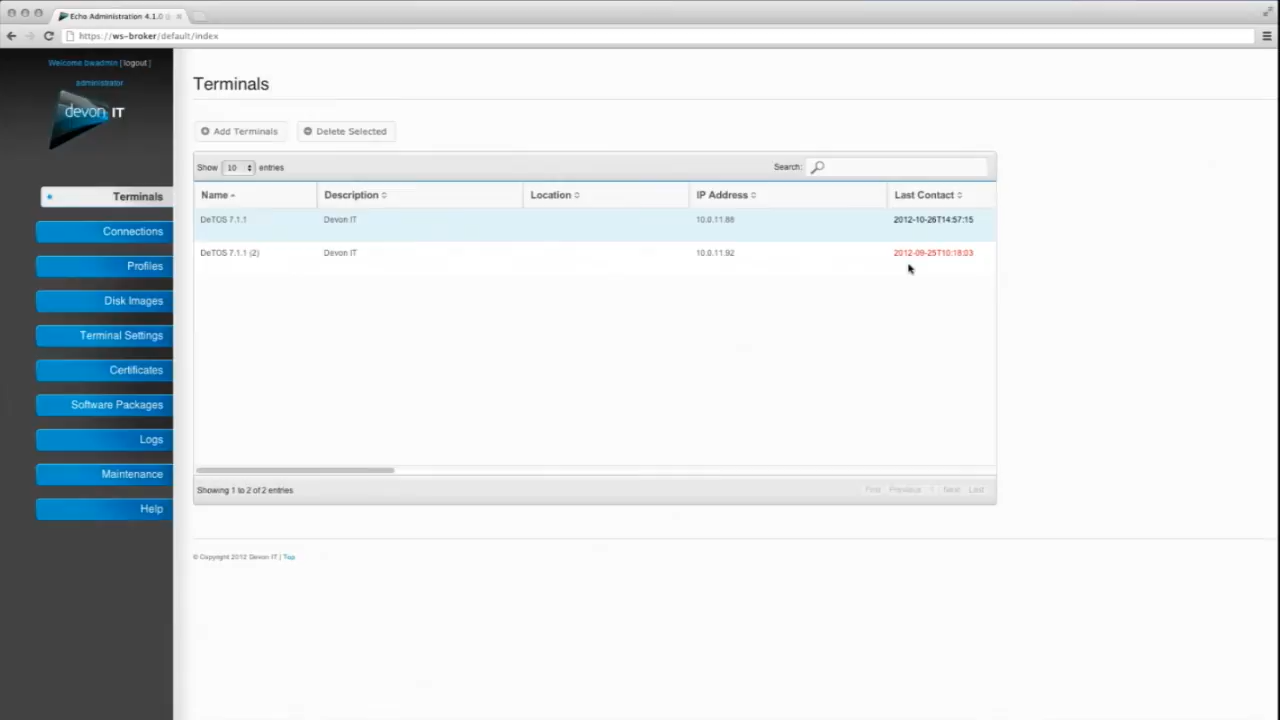 Echo Administration 4.1.0
https://ws-broker/default/index
Welcome bwadmin [logout]
administrator
devon IT
Terminals
Connections
Profiles
Disk Images
Terminal Settings
Certificates
Software Packages
Logs
Maintenance
Help
Terminals
Add Terminals Delete Selected
Show 10 entries Search:
Name Description Location IP Address Last Contact
DeTOS 7.1.1 Devon IT 10.0.11.88 2012-10-26T14:57:15
DeTOS 7.1.1 (2) Devon IT 10.0.11.92 2012-09-25T10:18:03
Showing 1 to 2 of 2 entries First Previous 1 Next Last
© Copyright 2012 Devon IT | Top